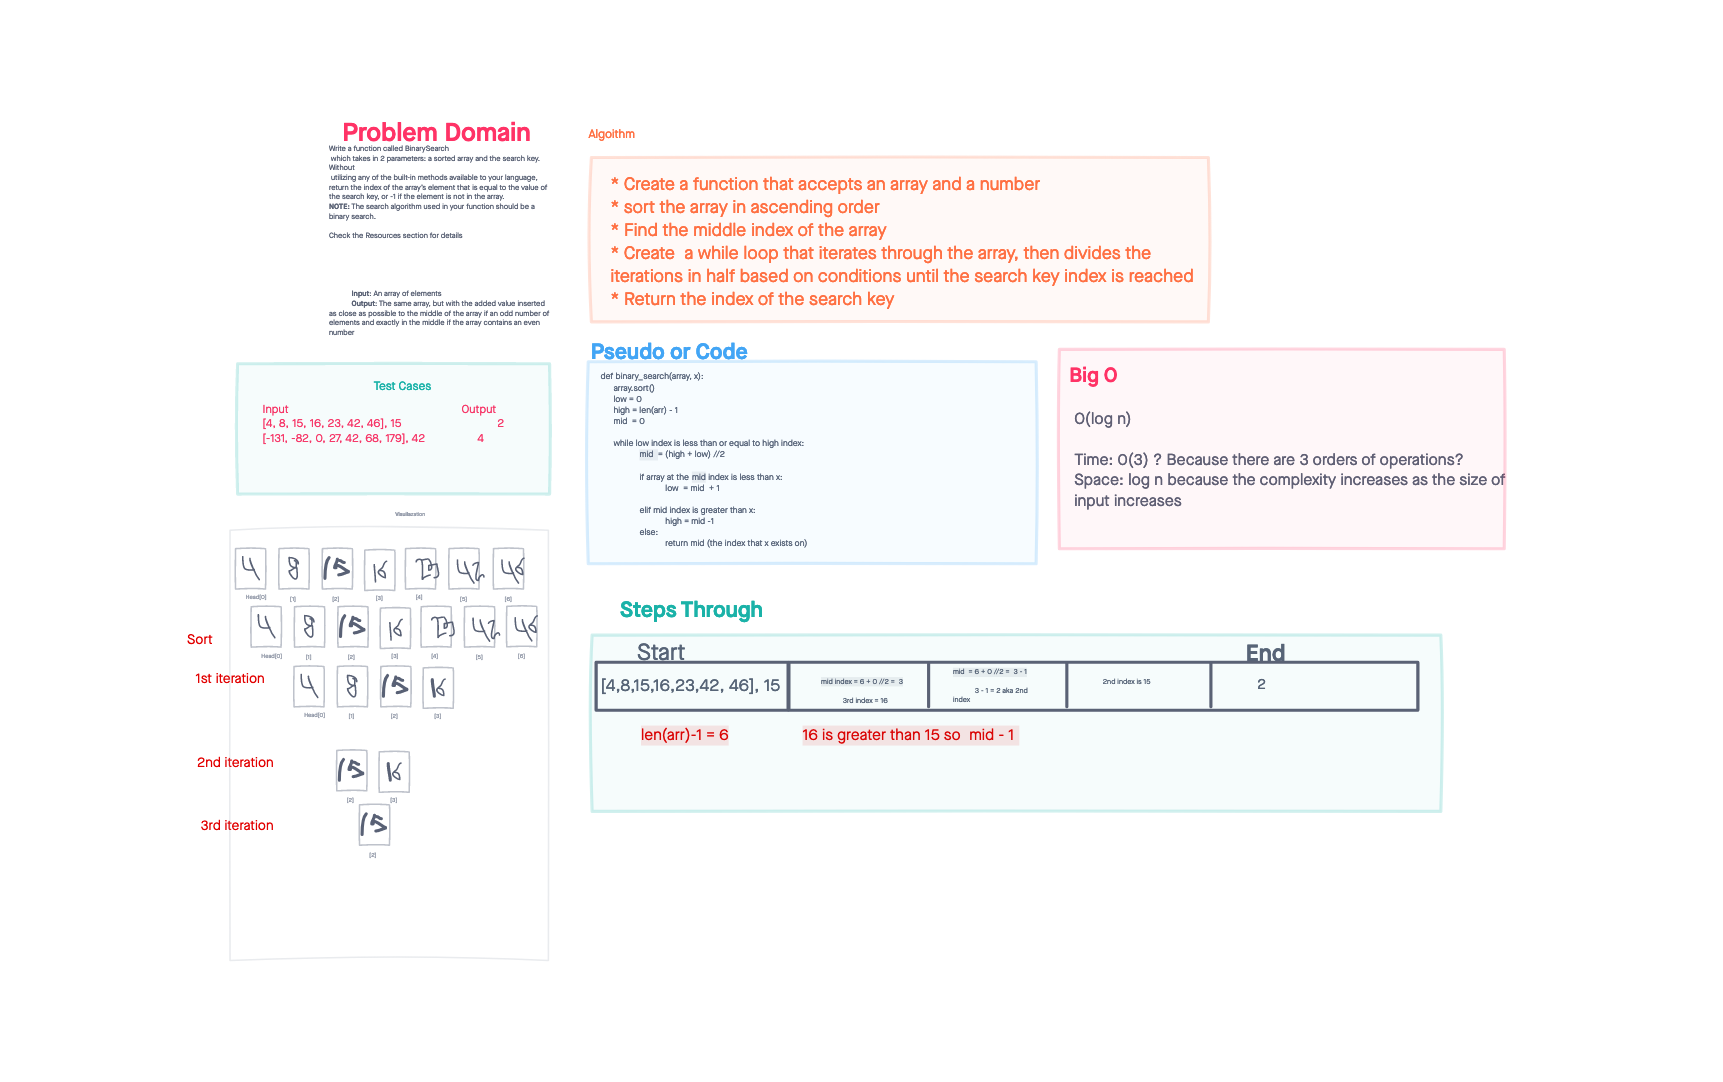 Problem Domain
Write a function called BinarySearch
which takes in 2 parameters: a sorted array and the search key.
Without
utilizing any of the built-in methods available to your language,
return the index of the array's element that is equal to the value of
the search key, or -1 if the element is not in the array.
NOTE: The search algorithm used in your function should be a
binary search.
Check the Resources section for details
Input: An array of elements
Output: The same array, but with the added value inserted
as close as possible to the middle of the array if an odd number of
elements and exactly in the middle if the array contains an even
number
Test Cases
Input Output
[4, 8, 15, 16, 23, 42, 46], 15 2
[-131, -82, 0, 27, 42, 68, 179], 42 4
4 8 15 16 23 42 46
Head[0] [1] [2] [3] [4] [5] [6]
Sort
4 8 15 16 23 42 46
Head[0] [1] [2] [3] [4] [5] [6]
1st iteration
4 8 15 16
Head[0] [1] [2] [3]
2nd iteration
15 16
[2] [3]
3rd iteration
15
[2]
Algoithm
* Create a function that accepts an array and a number
* sort the array in ascending order
* Find the middle index of the array
* Create a while loop that iterates through the array, then divides the
iterations in half based on conditions until the search key index is reached
* Return the index of the search key
Pseudo or Code
def binary_search(array, x):
array.sort()
low = 0
high = len(arr) - 1
mid = 0
while low index is less than or equal to high index:
mid = (high + low) //2
if array at the mid index is less than x:
low = mid + 1
elif mid index is greater than x:
high = mid -1
else:
return mid (the index that x exists on)
Big O
O(log n)
Time: O(3) ? Because there are 3 orders of operations?
Space: log n because the complexity increases as the size of
input increases
Steps Through
Start End
[4,8,15,16,23,42, 46], 15
mid index = 6 + 0 //2 = 3
3rd index = 16
mid = 6 + 0 //2 = 3 - 1
3 - 1 = 2 aka 2nd
index
2nd index is 15
2
len(arr)-1 = 6 16 is greater than 15 so mid - 1